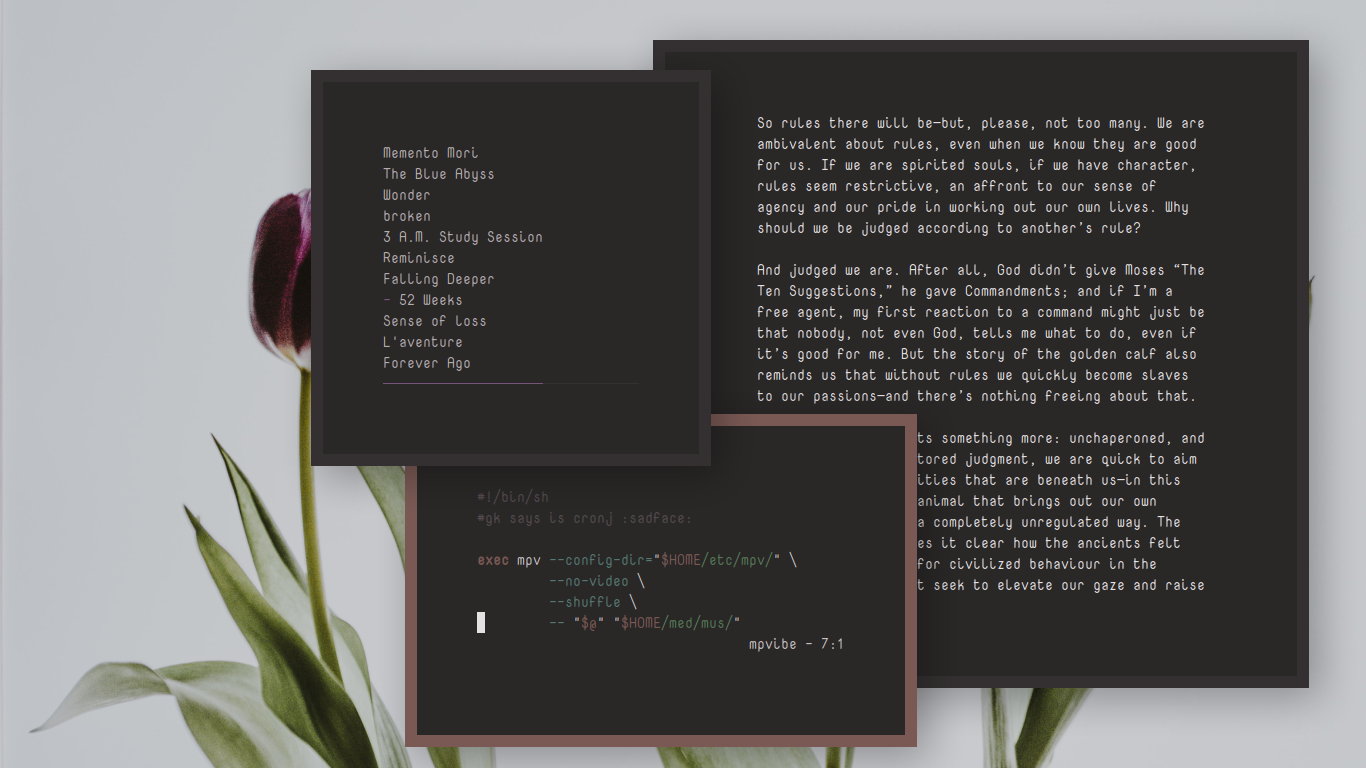 Memento Mori
The Blue Abyss
Wonder
broken
3 A.M. Study Session
Reminisce
Falling Deeper
- 52 Weeks
Sense of Loss
L'aventure
Forever Ago
So rules there will be—but, please, not too many. We are
ambivalent about rules, even when we know they are good
for us. If we are spirited souls, if we have character,
rules seem restrictive, an affront to our sense of
agency and our pride in working out our own lives. Why
should we be judged according to another’s rule?
And judged we are. After all, God didn’t give Moses “The
Ten Suggestions,” he gave Commandments; and if I’m a
free agent, my first reaction to a command might just be
that nobody, not even God, tells me what to do, even if
it’s good for me. But the story of the golden calf also
reminds us that without rules we quickly become slaves
to our passions—and there’s nothing freeing about that.
ts something more: unchaperoned, and
tored judgment, we are quick to aim
ities that are beneath us—in this
animal that brings out our own
a completely unregulated way. The
es it clear how the ancients felt
for civilized behaviour in the
t seek to elevate our gaze and raise
#!/bin/sh
#gk says is cronj :sadface:
exec mpv --config-dir="$HOME/etc/mpv/" \
--no-video \
--shuffle \
-- "$@" "$HOME/med/mus/"
mpvibe - 7:1